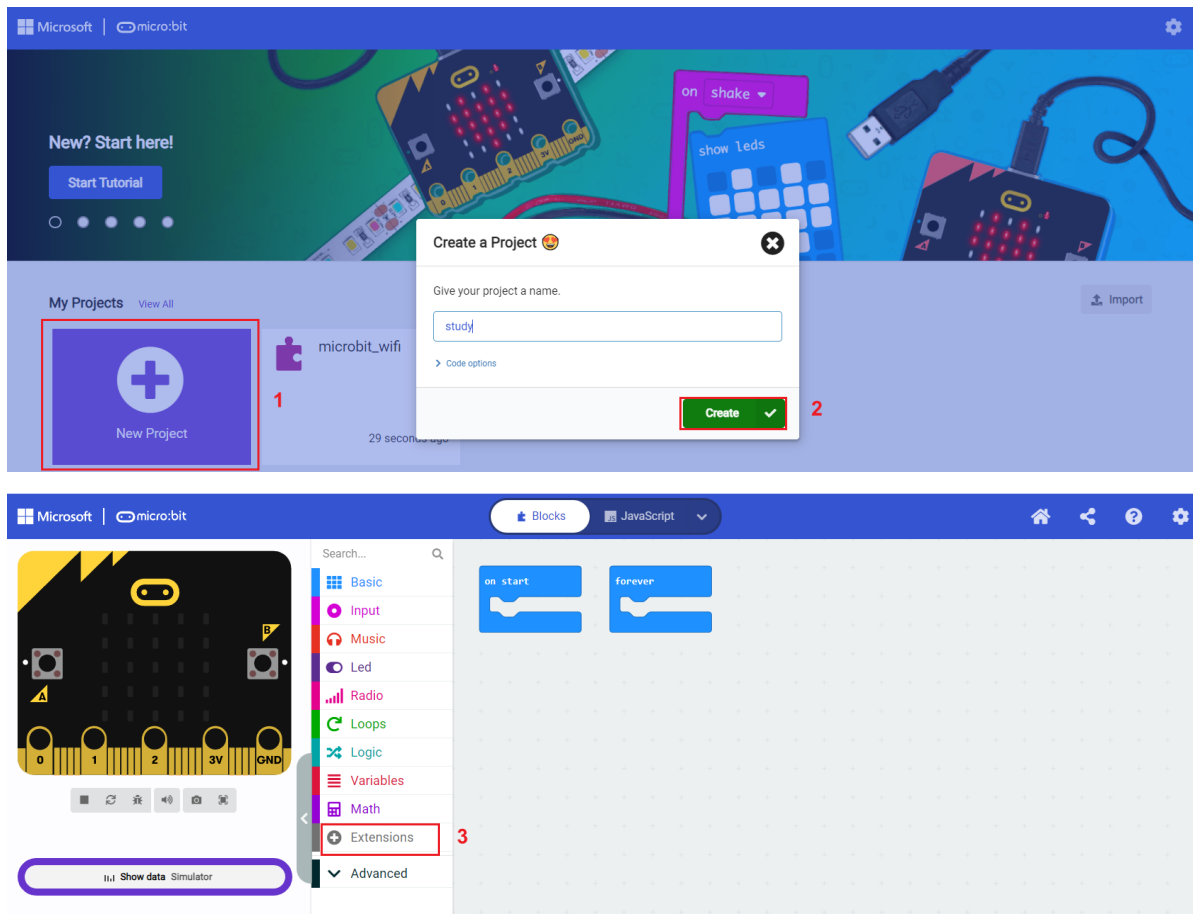 Microsoft | micro:bit
New? Start here!
Start Tutorial
on shake
show leds
GND
Create a Project 😍
Give your project a name.
study
Code options
Create
2
My Projects View All
Import
New Project
1
microbit_wifi
29 seconds ago
Microsoft | micro:bit
Blocks
JS JavaScript
Search...
Basic
Input
Music
Led
Radio
Loops
Logic
Variables
Math
Extensions
3
Advanced
on start
forever
B
A
0 1 2 3V GND
Show data Simulator